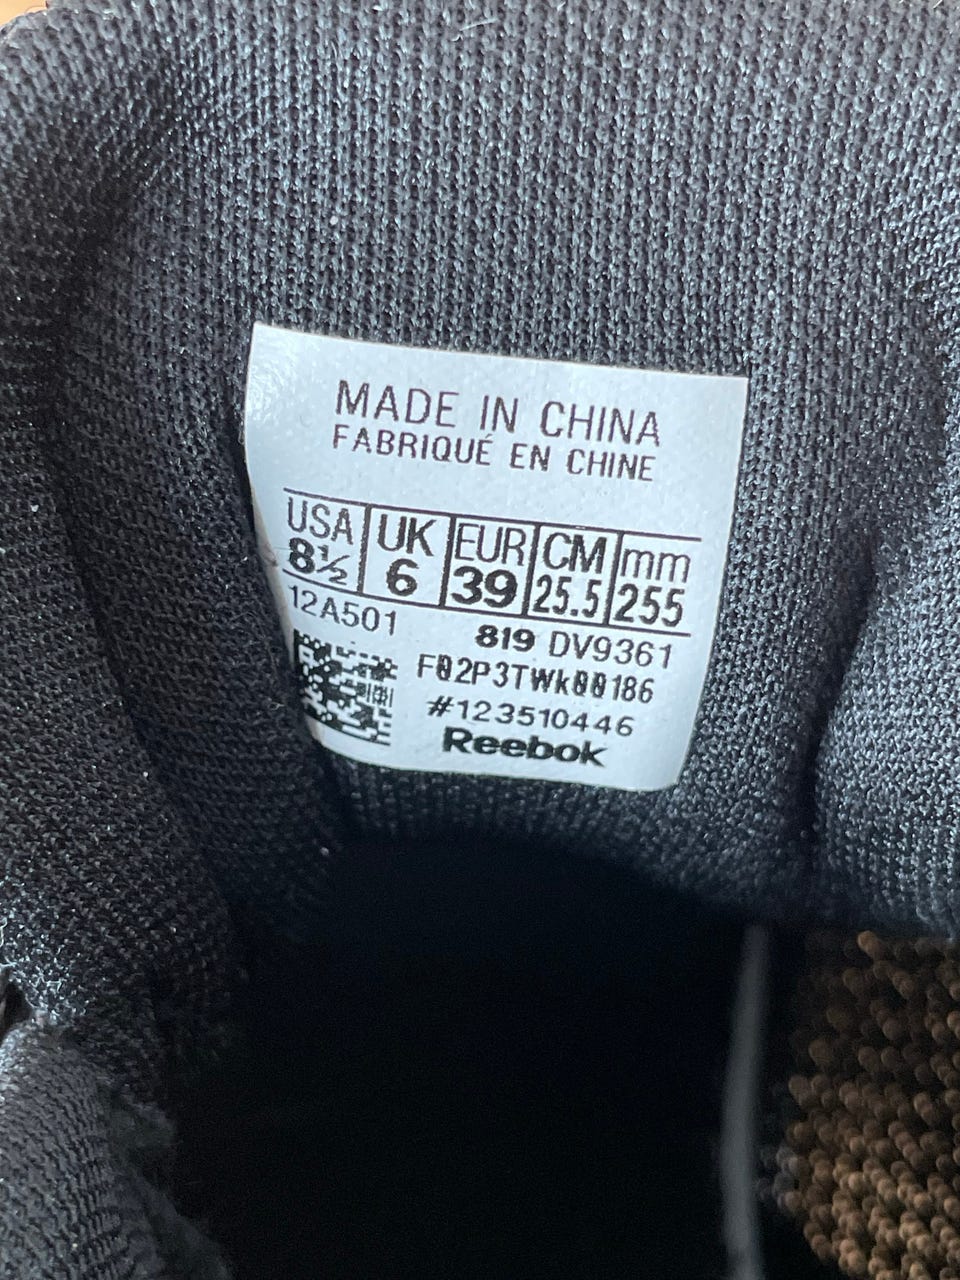 MADE IN CHINA
FABRIQUÉ EN CHINE
USA UK EUR CM mm
8½ 6 39 25.5 255
12A501 819 DV9361
F02P3TWk00186
#123510446
Reebok